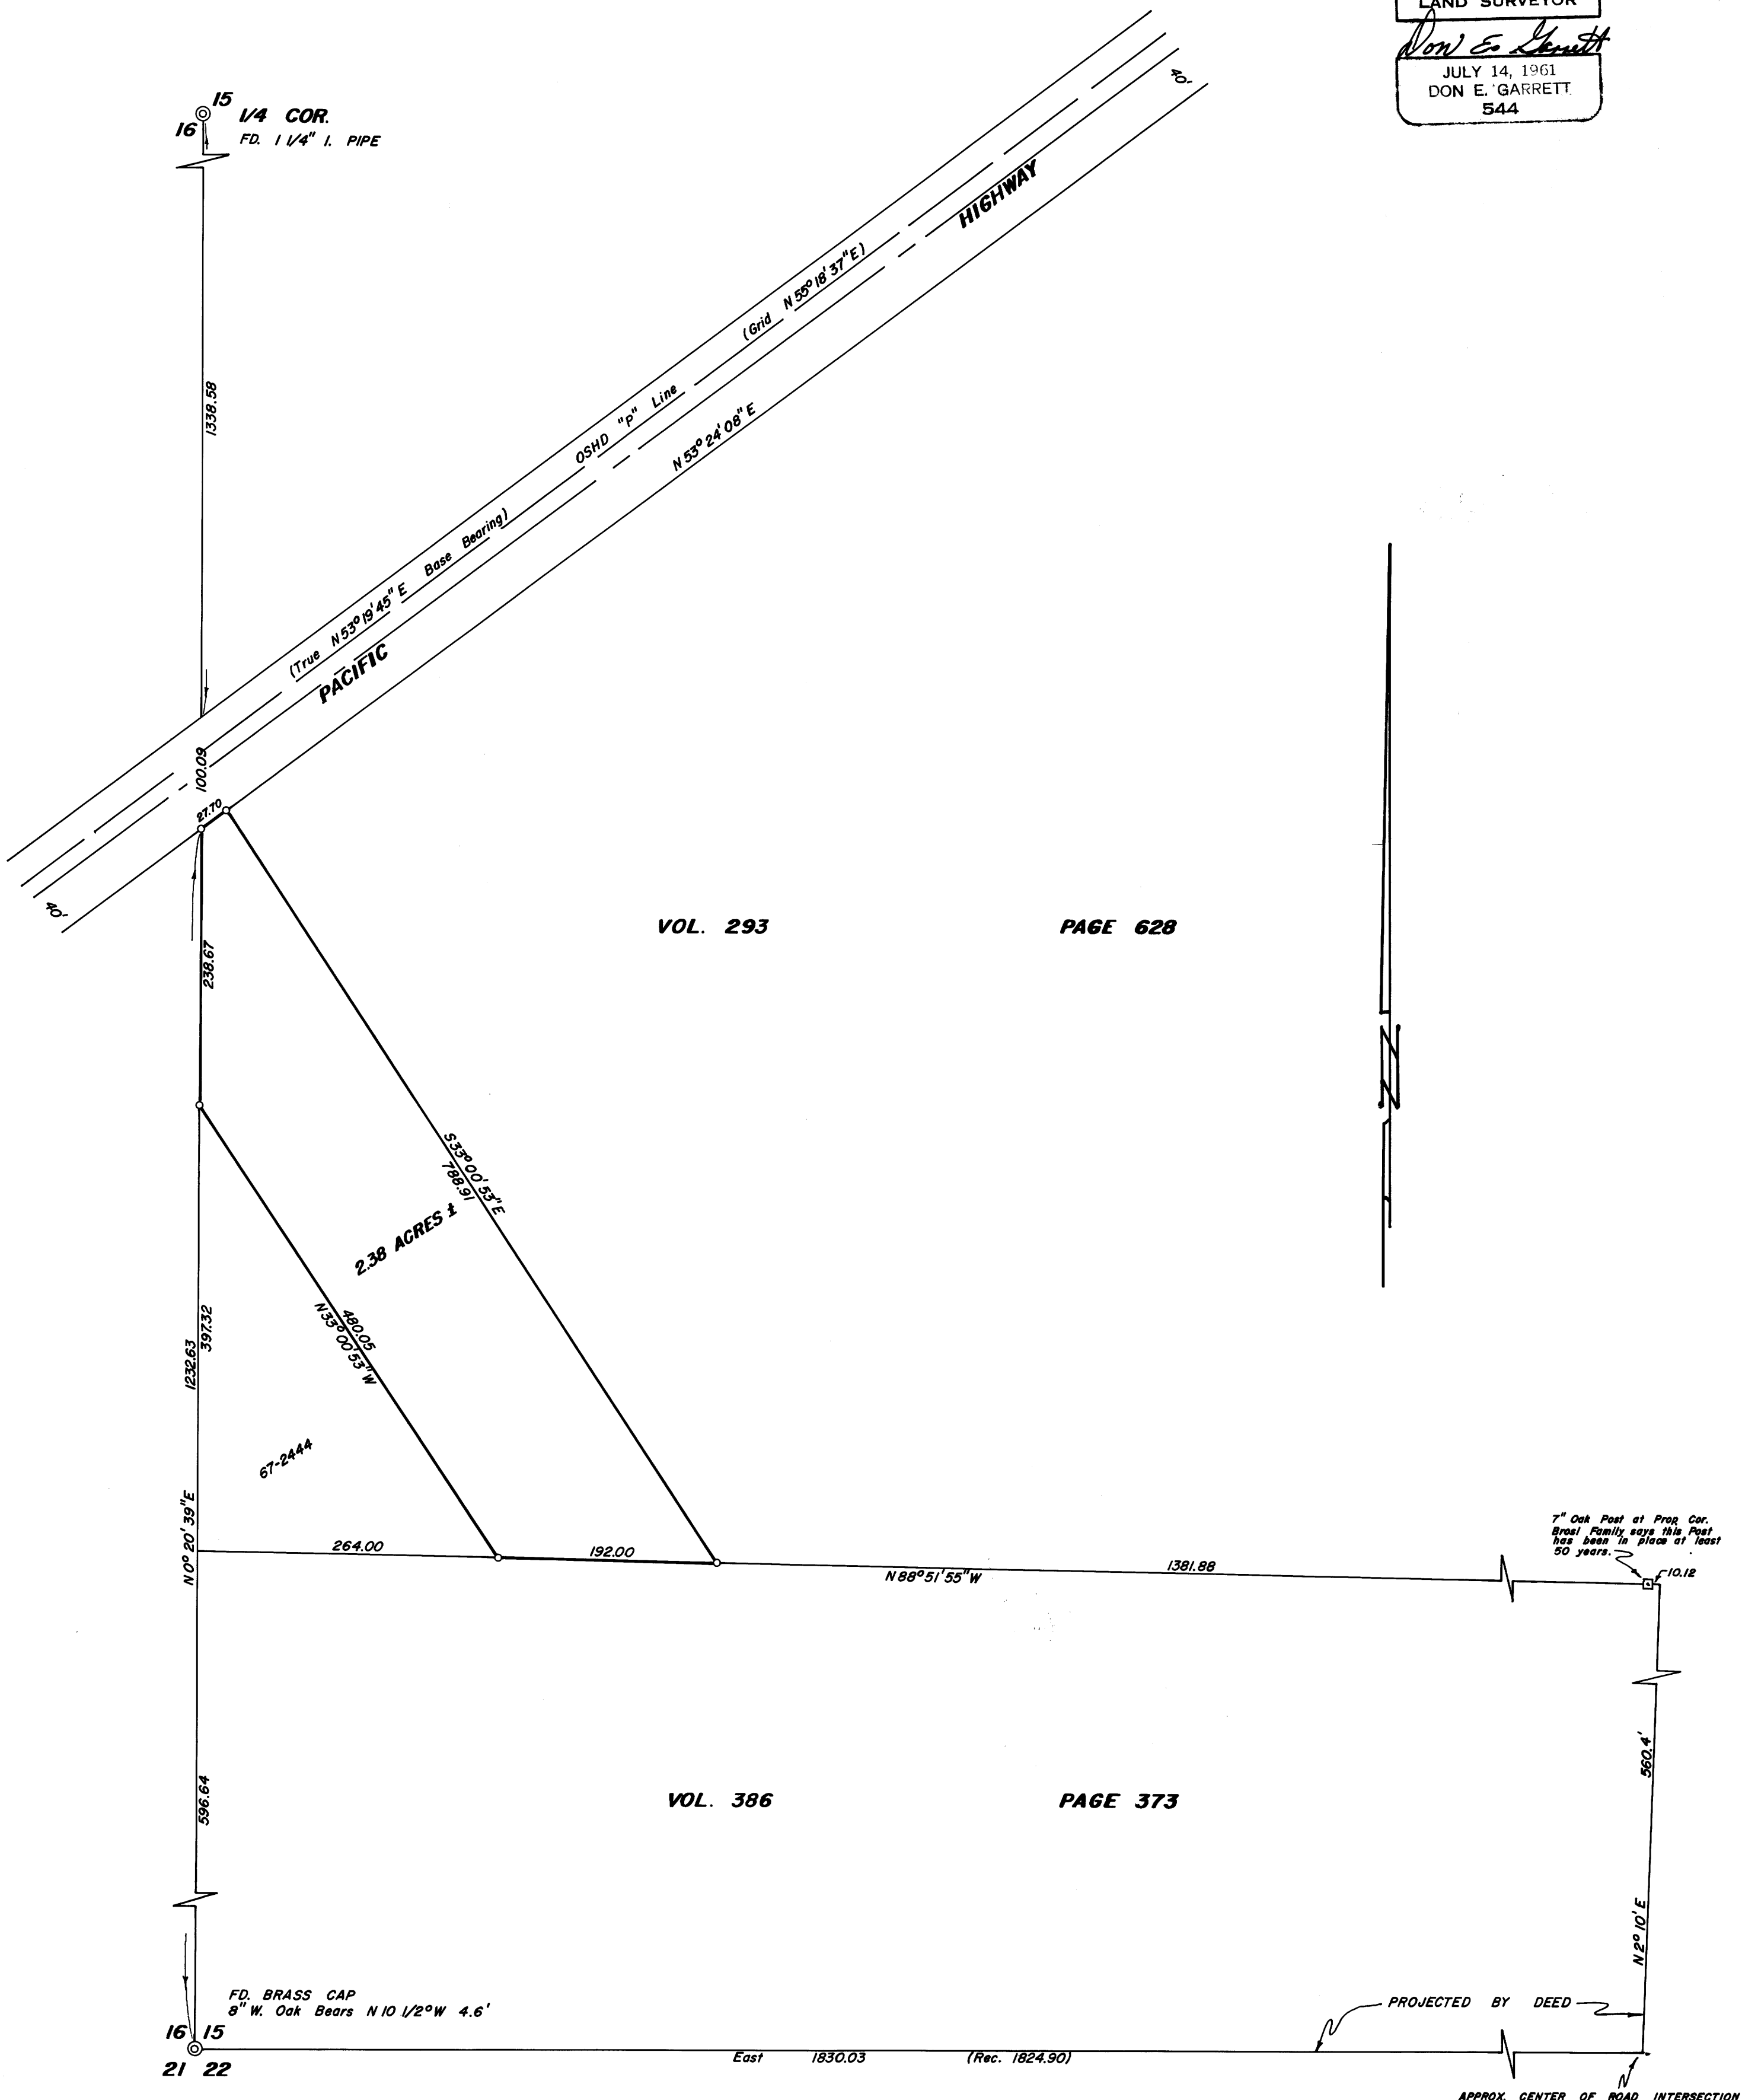 LAND SURVEYOR
Don E. Garrett
JULY 14, 1961
DON E. GARRETT
544
15
16
1/4 COR.
FD. 1 1/4" I. PIPE
40'
HIGHWAY
(Grid N 55° 18' 37" E)
OSHD "P" Line
N 53° 24' 08" E
(True N 53° 19' 45" E Base Bearing)
PACIFIC
1338.58
100.09
27.70
40'
238.67
VOL. 293 PAGE 628
N
S 33° 00' 53" E
788.91
2.38 ACRES ±
480.05
N 33° 00' 53" W
397.32
1232.63
67-2444
N 0° 20' 39" E
264.00
192.00
N 88° 51' 55" W
1381.88
7" Oak Post at Prop. Cor.
Brosi Family says this Post
has been in place at least
50 years.
10.12
560.4'
596.64
VOL. 386 PAGE 373
N 2° 10' E
FD. BRASS CAP
8" W. Oak Bears N 10 1/2° W 4.6'
PROJECTED BY DEED
16 15
21 22
East 1830.03 (Rec. 1824.90)
APPROX. CENTER OF ROAD INTERSECTION